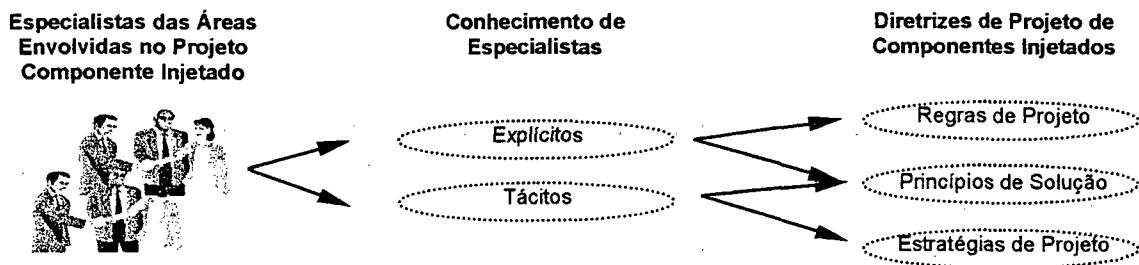 Especialistas das Áreas
Envolvidas no Projeto
Componente Injetado
Conhecimento de
Especialistas
Diretrizes de Projeto de
Componentes Injetados
Explícitos
Tácitos
Regras de Projeto
Princípios de Solução
Estratégias de Projeto